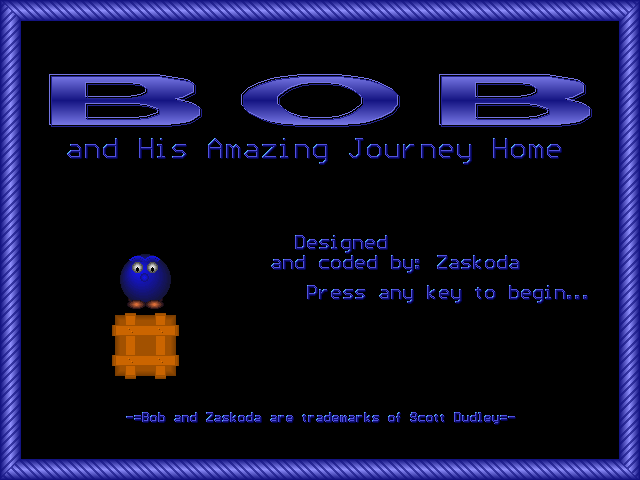 BOB
and His Amazing Journey Home
Designed
and coded by: Zaskoda
Press any key to begin...
-=Bob and Zaskoda are trademarks of Scott Dudley=-